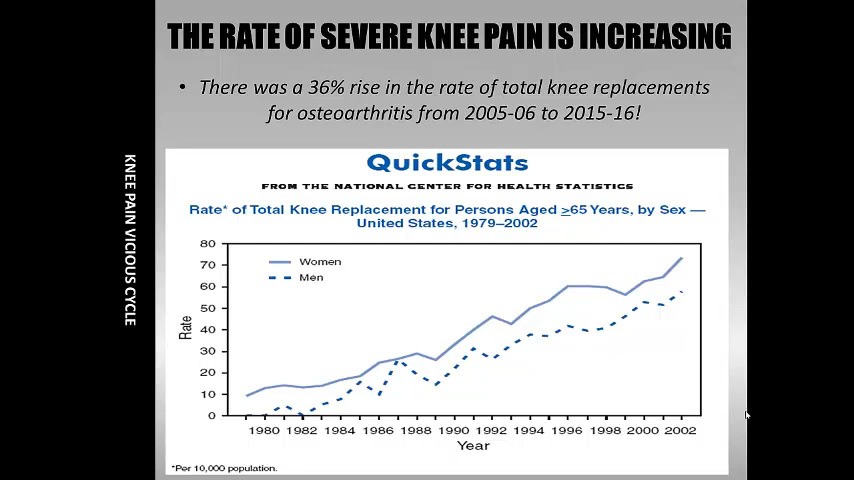 THE RATE OF SEVERE KNEE PAIN IS INCREASING
• There was a 36% rise in the rate of total knee replacements
for osteoarthritis from 2005-06 to 2015-16!
KNEE PAIN VICIOUS CYCLE
QuickStats
FROM THE NATIONAL CENTER FOR HEALTH STATISTICS
Rate* of Total Knee Replacement for Persons Aged ≥65 Years, by Sex —
United States, 1979–2002
80
70
60
50
40
30
20
10
0
Rate
Women
Men
1980 1982 1984 1986 1988 1990 1992 1994 1996 1998 2000 2002
Year
*Per 10,000 population.